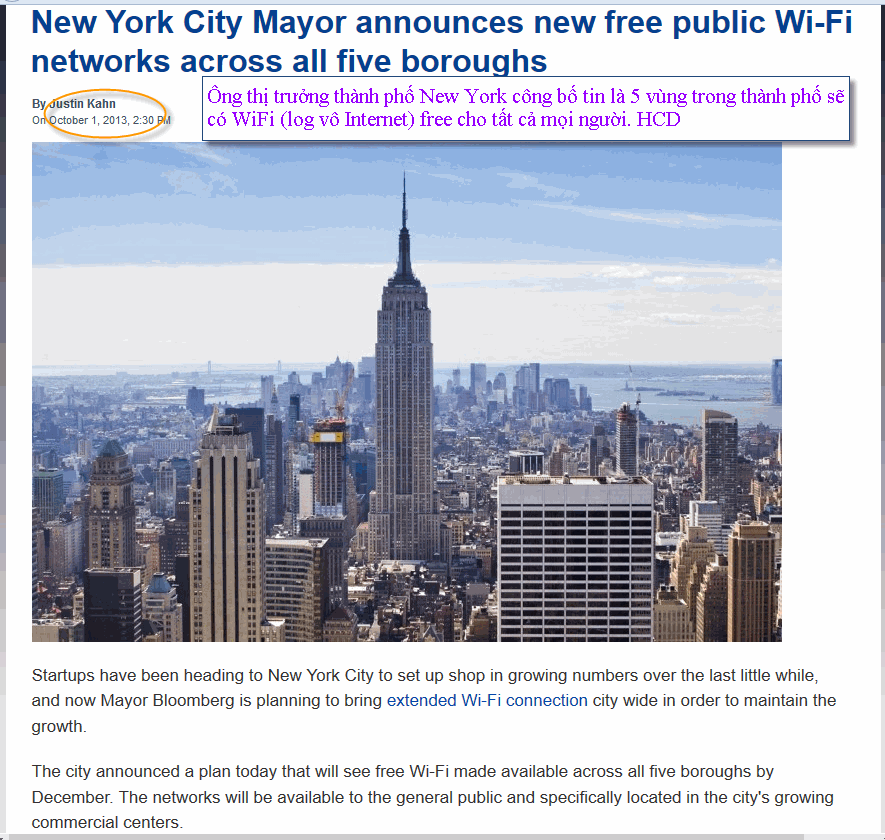 New York City Mayor announces new free public Wi-Fi
networks across all five boroughs
By Justin Kahn
On October 1, 2013, 2:30 PM
Ông thị trưởng thành phố New York công bố tin là 5 vùng trong thành phố sẽ
có WiFi (log vô Internet) free cho tất cả mọi người. HCD
Startups have been heading to New York City to set up shop in growing numbers over the last little while,
and now Mayor Bloomberg is planning to bring extended Wi-Fi connection city wide in order to maintain the
growth.
The city announced a plan today that will see free Wi-Fi made available across all five boroughs by
December. The networks will be available to the general public and specifically located in the city's growing
commercial centers.